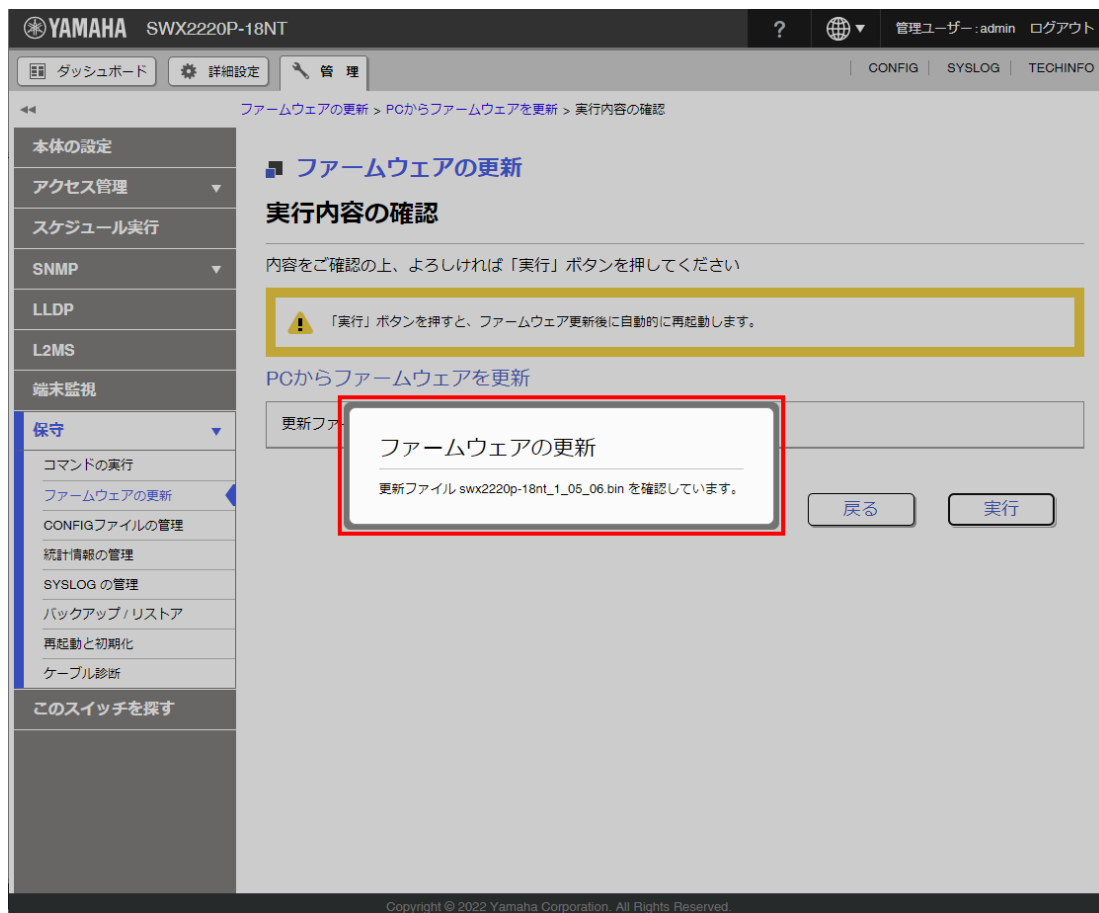 YAMAHA SWX2220P-18NT
? 管理ユーザー:admin ログアウト
ダッシュボード 詳細設定 管 理 CONFIG SYSLOG TECHINFO
ファームウェアの更新 > PCからファームウェアを更新 > 実行内容の確認
本体の設定
アクセス管理
スケジュール実行
SNMP
LLDP
L2MS
端末監視
保守
コマンドの実行
ファームウェアの更新
CONFIGファイルの管理
統計情報の管理
SYSLOG の管理
バックアップ / リストア
再起動と初期化
ケーブル診断
このスイッチを探す
ファームウェアの更新
実行内容の確認
内容をご確認の上、よろしければ「実行」ボタンを押してください
「実行」ボタンを押すと、ファームウェア更新後に自動的に再起動します。
PCからファームウェアを更新
更新ファ
ファームウェアの更新
更新ファイル swx2220p-18nt_1_05_06.bin を確認しています。
戻る 実行
Copyright © 2022 Yamaha Corporation. All Rights Reserved.